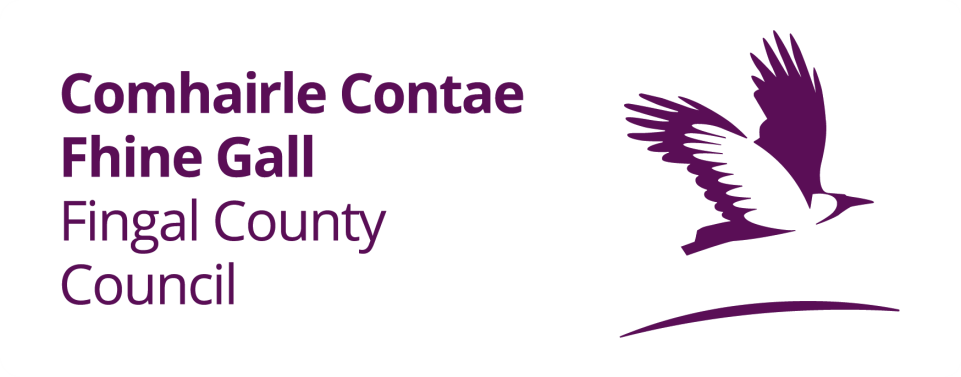 Comhairle Contae
Fhine Gall
Fingal County
Council